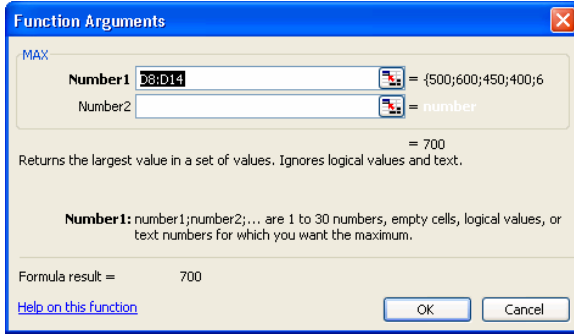 Function Arguments
MAX
Number1 D8:D14 = {500;600;450;400;6
Number2 = number
= 700
Returns the largest value in a set of values. Ignores logical values and text.
Number1: number1;number2;... are 1 to 30 numbers, empty cells, logical values, or
text numbers for which you want the maximum.
Formula result = 700
Help on this function
OK Cancel